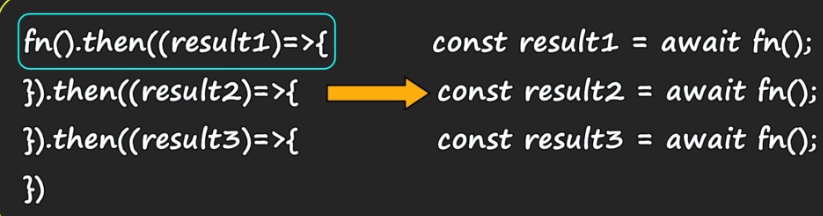 fn().then((result1)=>{
}).then((result2)=>{
}).then((result3)=>{
})
const result1 = await fn();
const result2 = await fn();
const result3 = await fn();